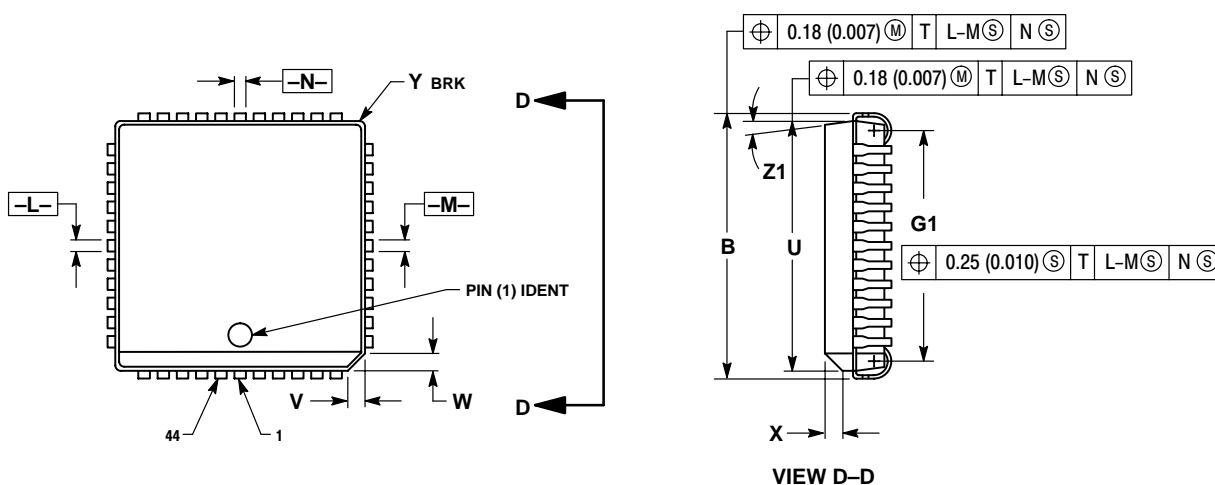 ⌖ 0.18 (0.007) Ⓜ T L–M Ⓢ N Ⓢ
⌖ 0.18 (0.007) Ⓜ T L–M Ⓢ N Ⓢ
–N–
Y BRK
D
Z1
–L–
–M–
B
U
G1
⌖ 0.25 (0.010) Ⓢ T L–M Ⓢ N Ⓢ
PIN (1) IDENT
V
W
D
44
1
X
VIEW D–D